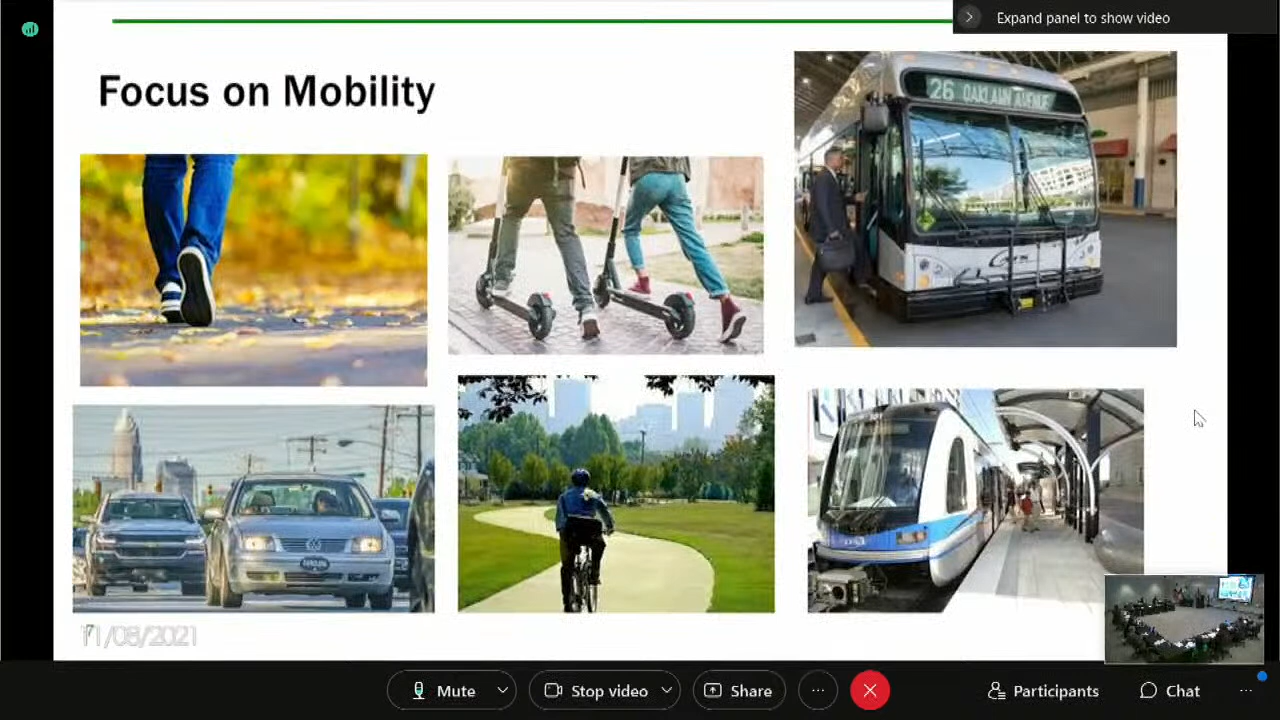 Expand panel to show video
Focus on Mobility
26 OAKLAWN AVENUE
11/08/2021
Mute
Stop video
Share
Participants
Chat